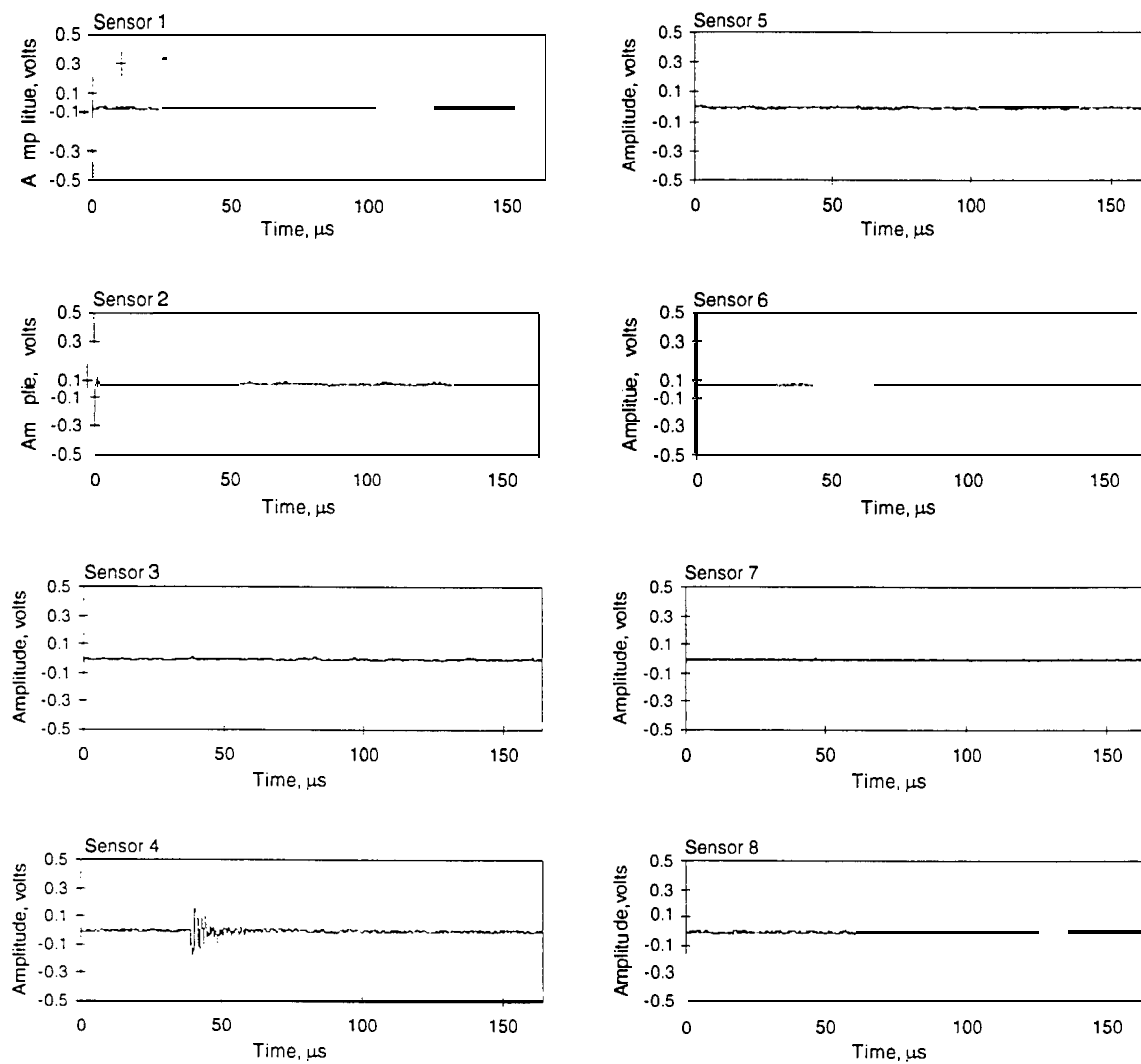 Sensor 1
0.5
0.3
0.1
-0.1
-0.3
-0.5
A mp litue, volts
0 50 100 150
Time, μs
Sensor 2
0.5
0.3
0.1
-0.1
-0.3
-0.5
Am plie, volts
0 50 100 150
Time, μs
Sensor 3
0.5
0.3
0.1
-0.1
-0.3
-0.5
Amplitude, volts
0 50 100 150
Time, μs
Sensor 4
0.5
0.3
0.1
-0.1
-0.3
-0.5
Amplitude, volts
0 50 100 150
Time, μs
Sensor 5
0.5
0.3
0.1
-0.1
-0.3
-0.5
Amplitude, volts
0 50 100 150
Time, μs
Sensor 6
0.5
0.3
0.1
-0.1
-0.3
-0.5
Amplitue, volts
0 50 100 150
Time, μs
Sensor 7
0.5
0.3
0.1
-0.1
-0.3
-0.5
Amplitude, volts
0 50 100 150
Time, μs
Sensor 8
0.5
0.3
0.1
-0.1
-0.3
-0.5
Amplitude,volts
0 50 100 150
Time, μs